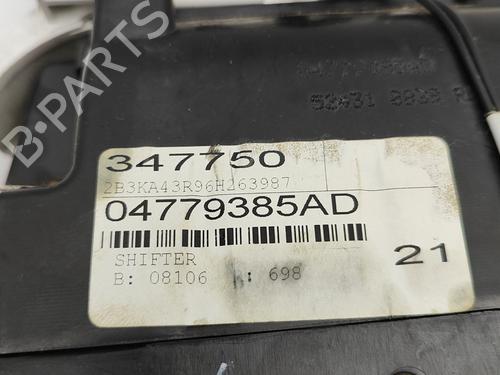 347750
2B3KA43R96H263987
04779385AD
SHIFTER
21
B: 08106 : 698
B-PARTS